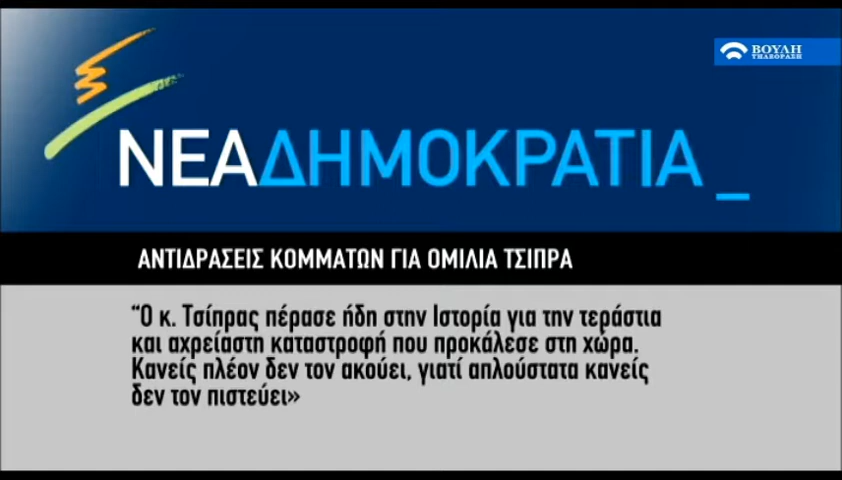 ΒΟΥΛΗ
ΤΗΛΕΟΡΑΣΗ
ΝΕΑΔΗΜΟΚΡΑΤΙΑ_
ΑΝΤΙΔΡΑΣΕΙΣ ΚΟΜΜΑΤΩΝ ΓΙΑ ΟΜΙΛΙΑ ΤΣΙΠΡΑ
“Ο κ. Τσίπρας πέρασε ήδη στην Ιστορία για την τεράστια
και αχρείαστη καταστροφή που προκάλεσε στη χώρα.
Κανείς πλέον δεν τον ακούει, γιατί απλούστατα κανείς
δεν τον πιστεύει»